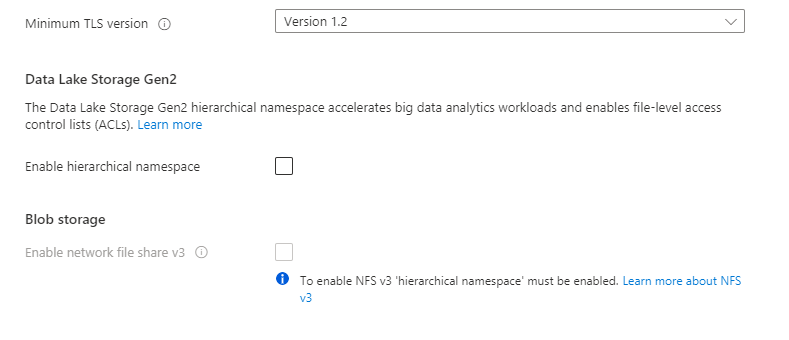 Minimum TLS version
Version 1.2
Data Lake Storage Gen2
The Data Lake Storage Gen2 hierarchical namespace accelerates big data analytics workloads and enables file-level access
control lists (ACLs). Learn more
Enable hierarchical namespace
Blob storage
Enable network file share v3
To enable NFS v3 'hierarchical namespace' must be enabled. Learn more about NFS
v3